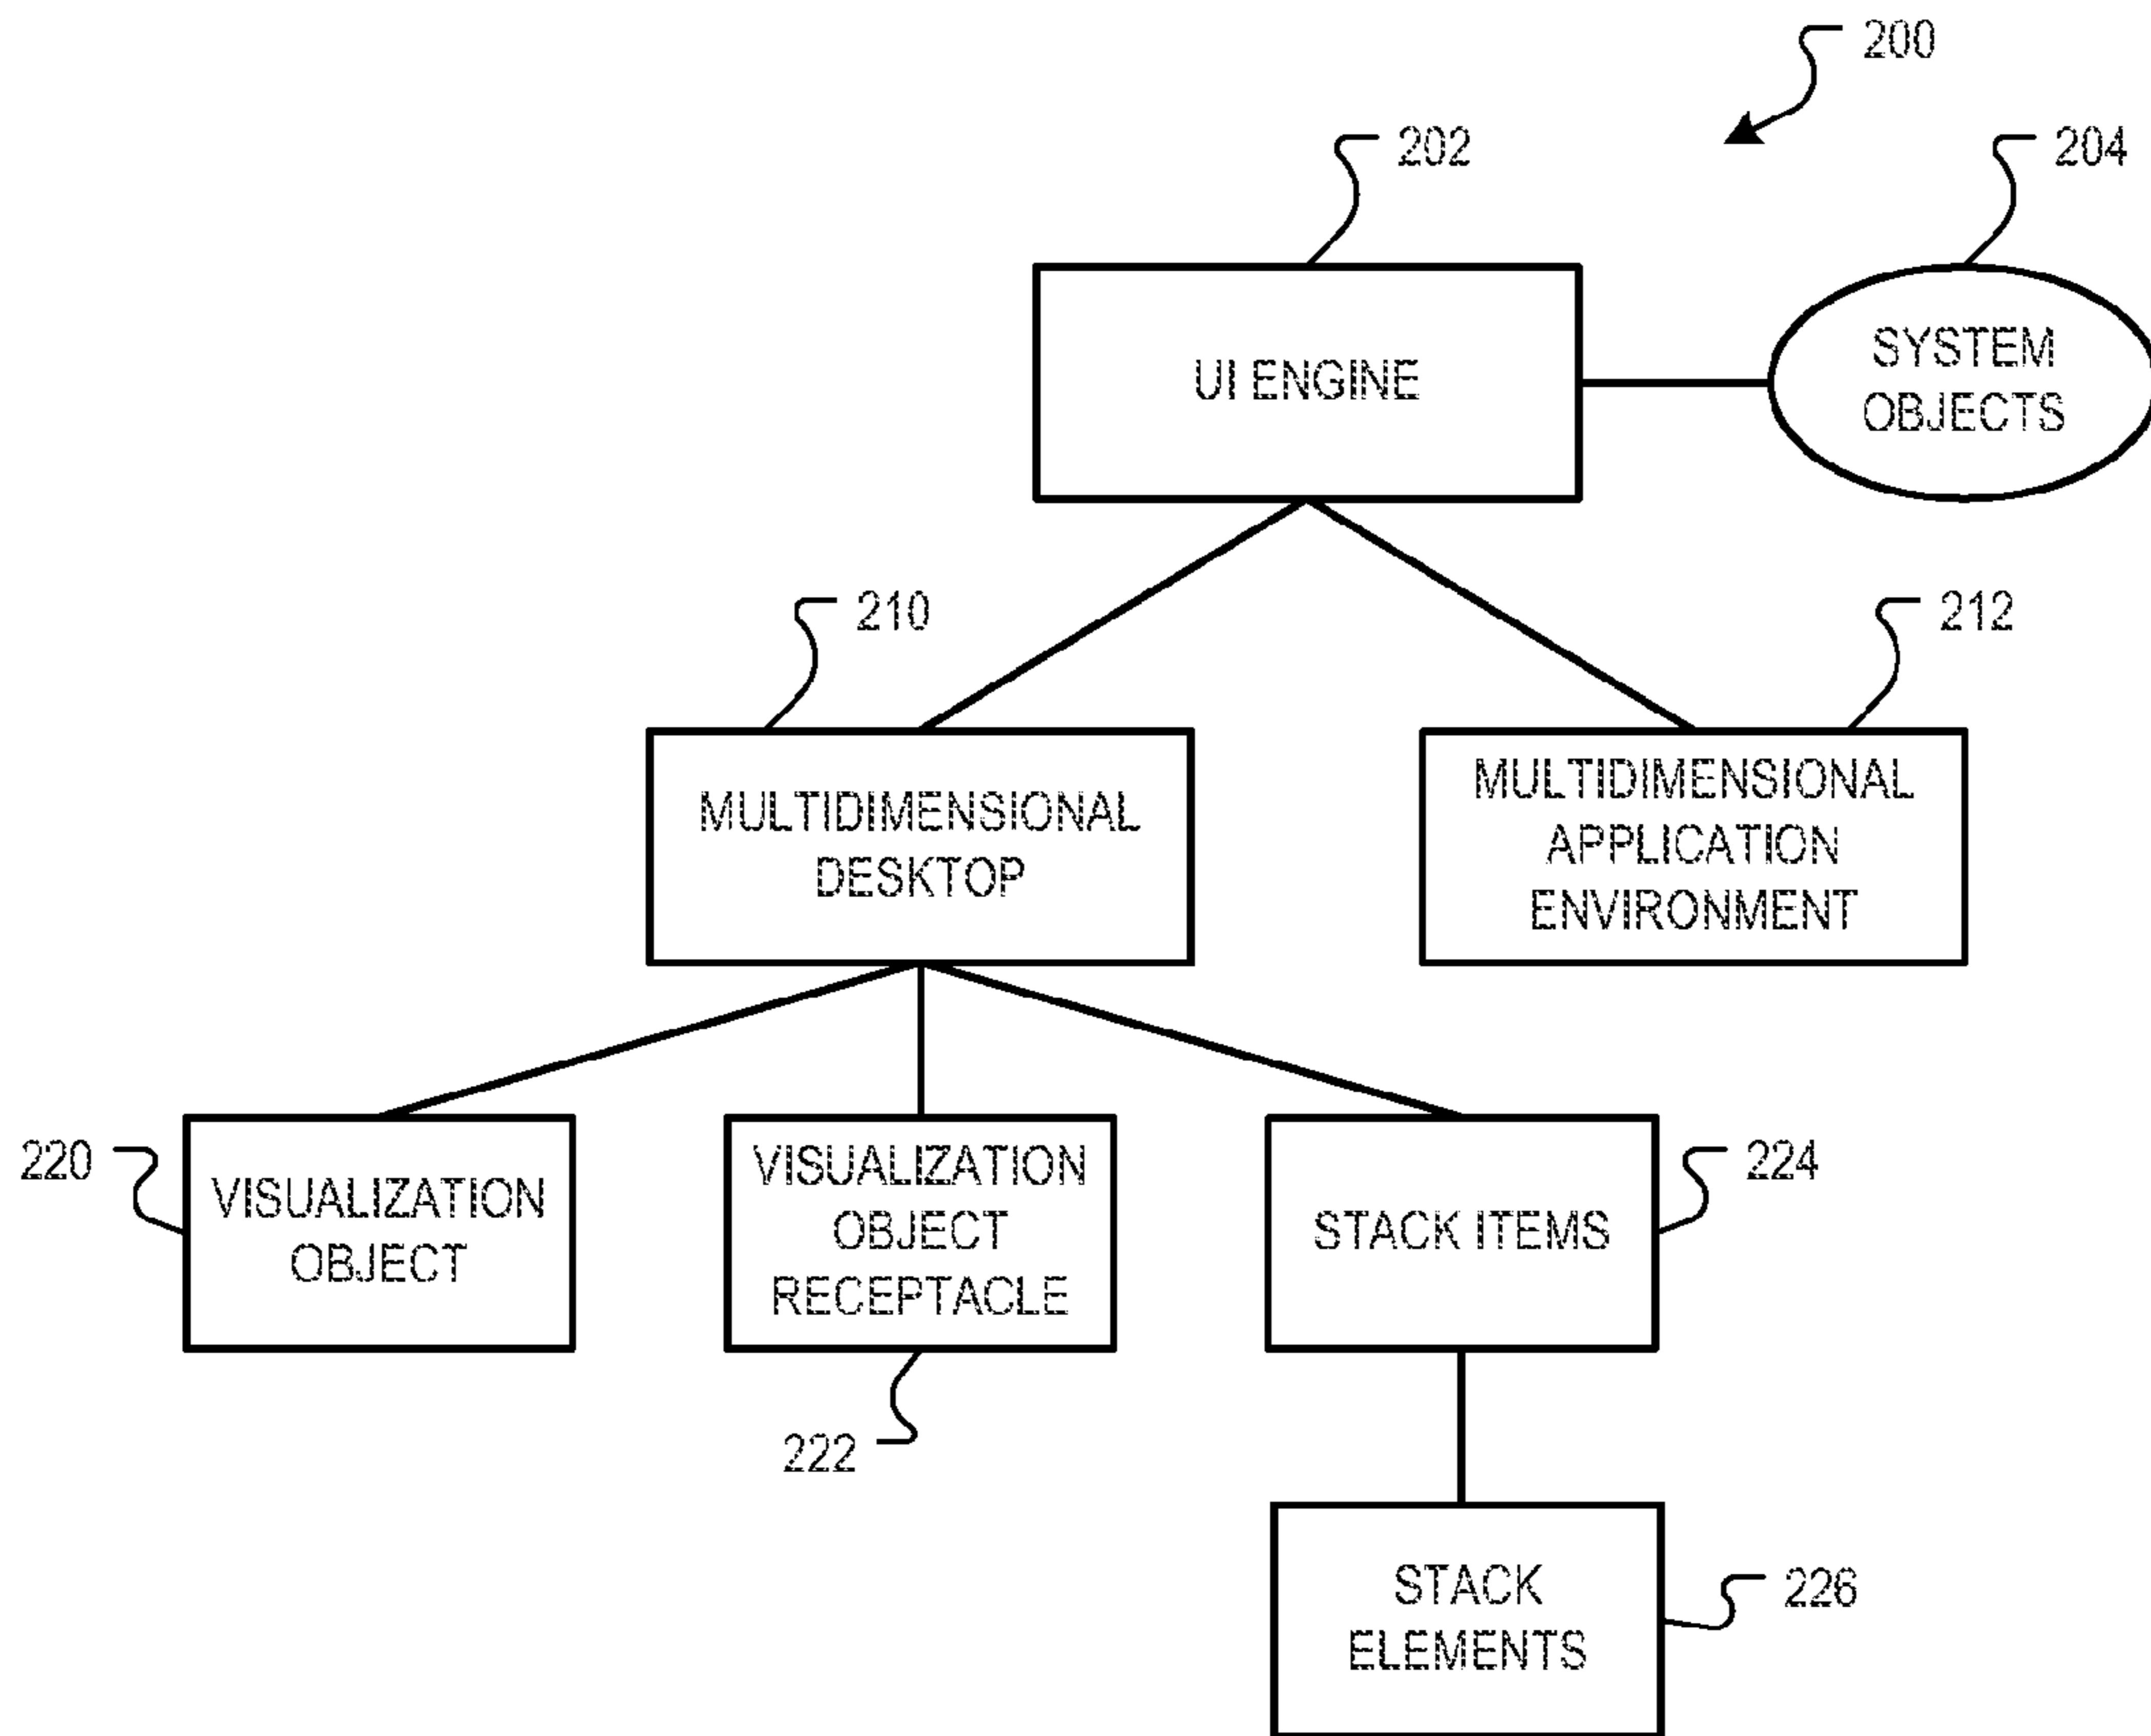 200
202
204
UI ENGINE
SYSTEM
OBJECTS
210
212
MULTIDIMENSIONAL
DESKTOP
MULTIDIMENSIONAL
APPLICATION
ENVIRONMENT
220
VISUALIZATION
OBJECT
VISUALIZATION
OBJECT
RECEPTACLE
222
STACK ITEMS
224
STACK
ELEMENTS
226